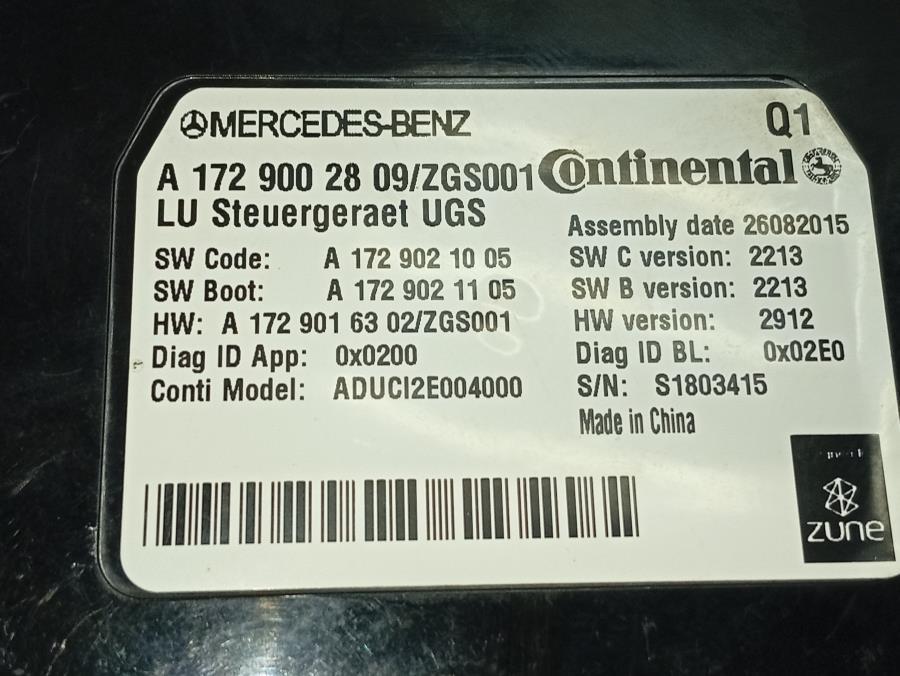 MERCEDES-BENZ
Q1
A 172 900 28 09/ZGS001
Continental
LU Steuergeraet UGS
Assembly date 26082015
SW Code: A 172 902 10 05
SW C version: 2213
SW Boot: A 172 902 11 05
SW B version: 2213
HW: A 172 901 63 02/ZGS001
HW version: 2912
Diag ID App: 0x0200
Diag ID BL: 0x02E0
Conti Model: ADUCI2E004000
S/N: S1803415
Made in China
zune